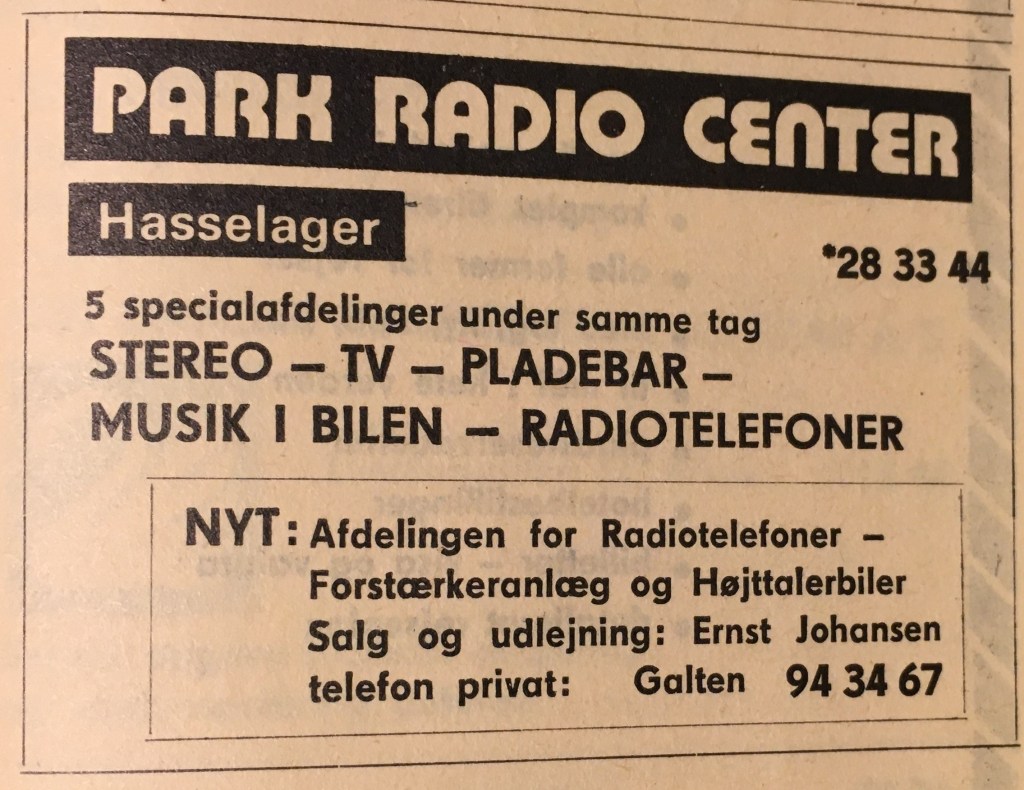 PARK RADIO CENTER
Hasselager
*28 33 44
5 specialafdelinger under samme tag
STEREO – TV – PLADEBAR –
MUSIK I BILEN – RADIOTELEFONER
NYT: Afdelingen for Radiotelefoner –
Forstærkeranlæg og Højttalerbiler
Salg og udlejning: Ernst Johansen
telefon privat: Galten 94 34 67